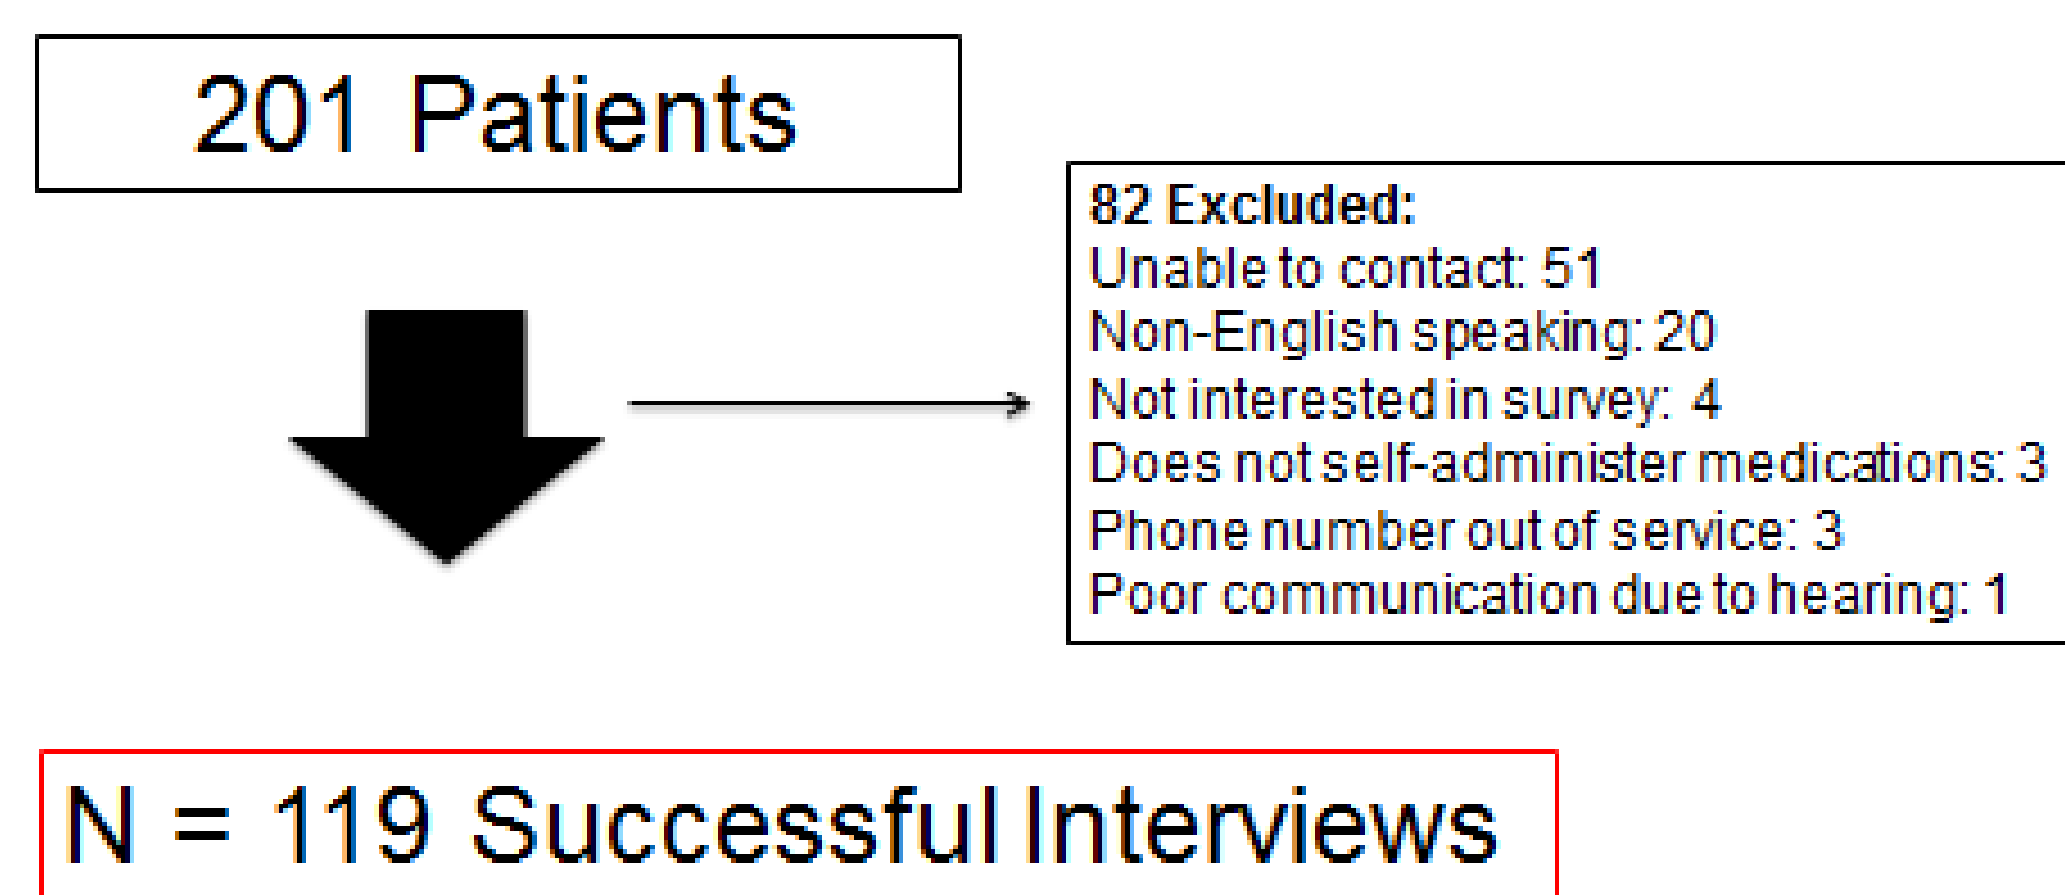 201 Patients
82 Excluded:
Unable to contact: 51
Non-English speaking: 20
Not interested in survey: 4
Does not self-administer medications: 3
Phone number out of service: 3
Poor communication due to hearing: 1
N = 119 Successful Interviews